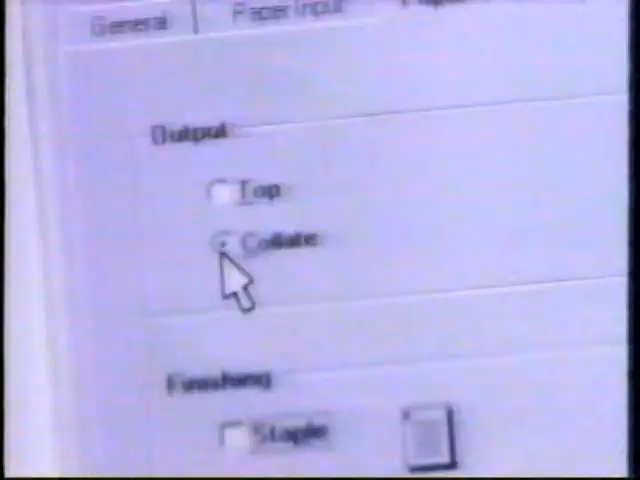 General
Paper Input
Output
Top
Collate
Finishing
Staple